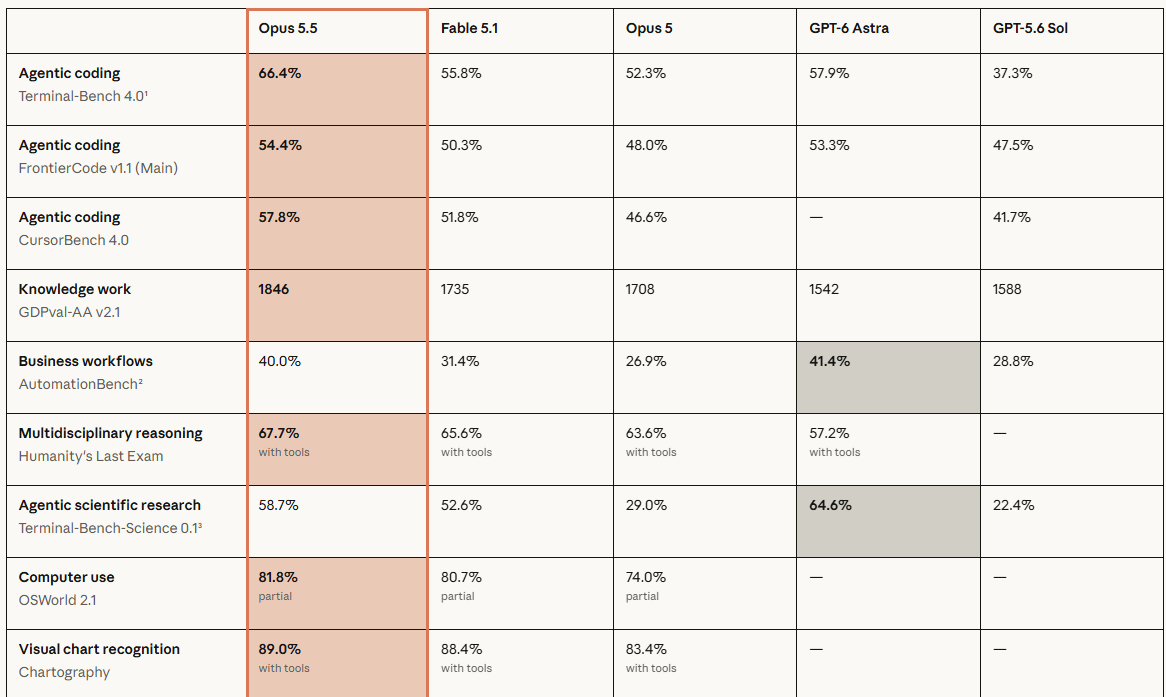 Opus 5.5 Fable 5.1 Opus 5 GPT-6 Astra GPT-5.6 Sol
Agentic coding 66.4% 55.8% 52.3% 57.9% 37.3%
Terminal-Bench 4.0¹
Agentic coding 54.4% 50.3% 48.0% 53.3% 47.5%
FrontierCode v1.1 (Main)
Agentic coding 57.8% 51.8% 46.6% — 41.7%
CursorBench 4.0
Knowledge work 1846 1735 1708 1542 1588
GDPval-AA v2.1
Business workflows 40.0% 31.4% 26.9% 41.4% 28.8%
AutomationBench²
Multidisciplinary reasoning 67.7% 65.6% 63.6% 57.2% —
Humanity's Last Exam with tools with tools with tools with tools
Agentic scientific research 58.7% 52.6% 29.0% 64.6% 22.4%
Terminal-Bench-Science 0.1³
Computer use 81.8% 80.7% 74.0% — —
OSWorld 2.1 partial partial partial
Visual chart recognition 89.0% 88.4% 83.4% — —
Chartography with tools with tools with tools